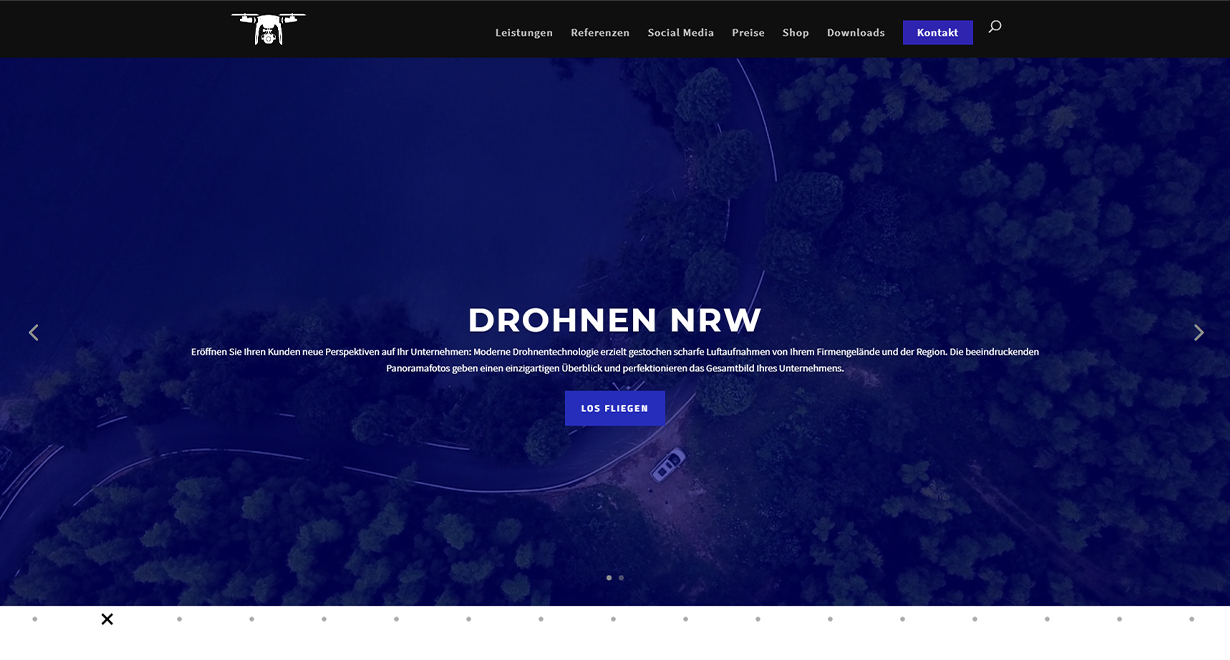 Leistungen Referenzen Social Media Preise Shop Downloads Kontakt
DROHNEN NRW
Eröffnen Sie Ihren Kunden neue Perspektiven auf Ihr Unternehmen: Moderne Drohnentechnologie erzielt gestochen scharfe Luftaufnahmen von Ihrem Firmengelände und der Region. Die beeindruckenden
Panoramafotos geben einen einzigartigen Überblick und perfektionieren das Gesamtbild Ihres Unternehmens.
LOS FLIEGEN